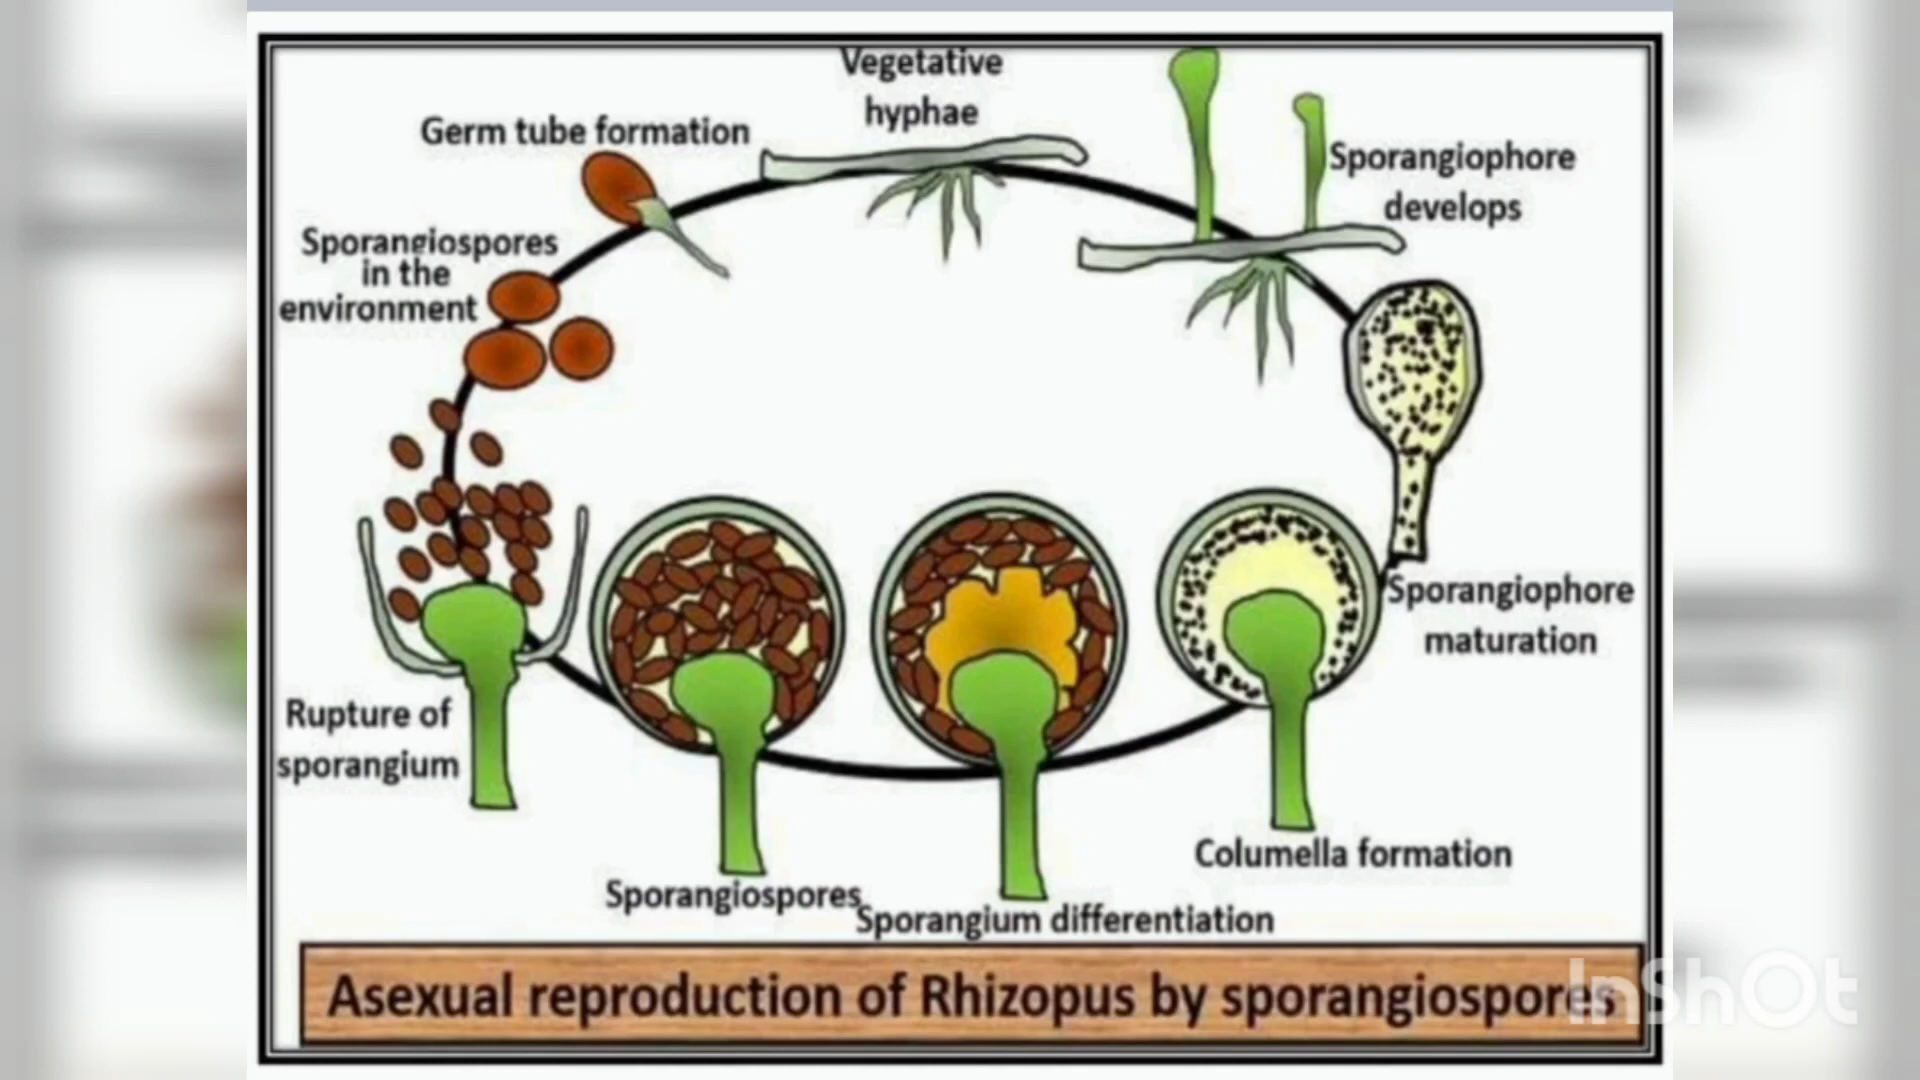 Vegetative
hyphae
Germ tube formation
Sporangiophore
develops
Sporangiospores
in the
environment
Sporangiophore
maturation
Rupture of
sporangium
Columella formation
Sporangiospores
Sporangium differentiation
Asexual reproduction of Rhizopus by sporangiospores
InShOt